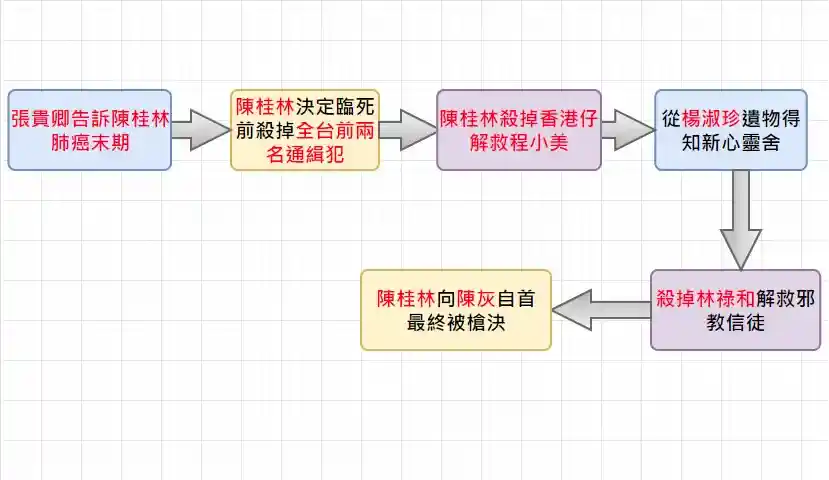 張貴卿告訴陳桂林
肺癌末期
陳桂林決定臨死
前殺掉全台前兩
名通緝犯
陳桂林殺掉香港仔
解救程小美
從楊淑珍遺物得
知新心靈舍
殺掉林祿和解救邪
教信徒
陳桂林向陳灰自首
最終被槍決